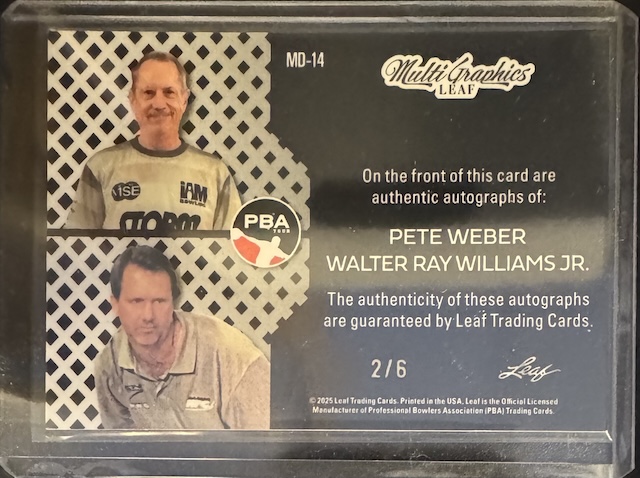 MD-14
Multi Graphics
LEAF
On the front of this card are
authentic autographs of:
PETE WEBER
WALTER RAY WILLIAMS JR.
The authenticity of these autographs
are guaranteed by Leaf Trading Cards.
2/6
Leaf
© 2025 Leaf Trading Cards. Printed in the USA. Leaf is the Official Licensed
Manufacturer of Professional Bowlers Association (PBA) Trading Cards.
VISE
I AM
BOWLING
STORM
PBA
TOUR